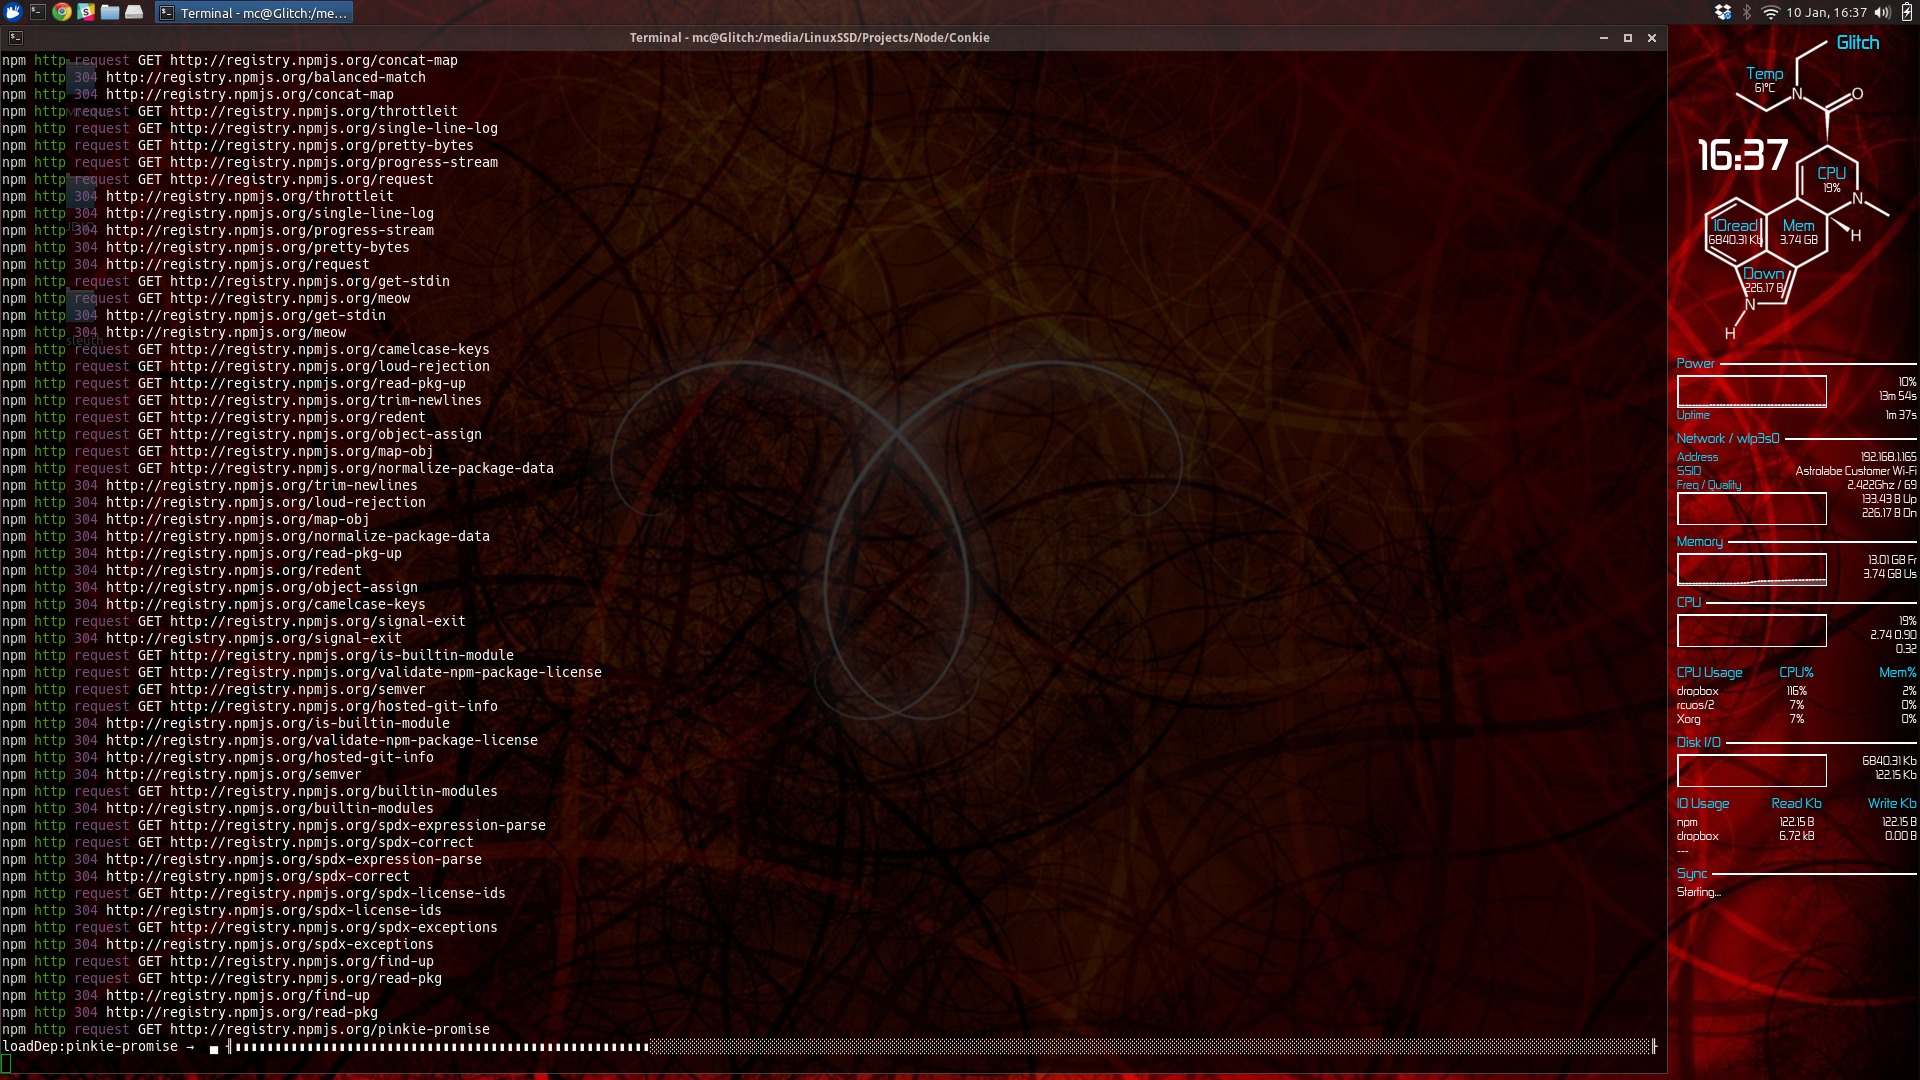 Terminal - mc@Glitch:/me...
10 Jan, 16:37
Terminal - mc@Glitch:/media/LinuxSSD/Projects/Node/Conkie
npm http request GET http://registry.npmjs.org/concat-map
npm http 304 http://registry.npmjs.org/balanced-match
npm http 304 http://registry.npmjs.org/concat-map
npm http request GET http://registry.npmjs.org/throttleit
npm http request GET http://registry.npmjs.org/single-line-log
npm http request GET http://registry.npmjs.org/pretty-bytes
npm http request GET http://registry.npmjs.org/progress-stream
npm http request GET http://registry.npmjs.org/request
npm http 304 http://registry.npmjs.org/throttleit
npm http 304 http://registry.npmjs.org/single-line-log
npm http 304 http://registry.npmjs.org/progress-stream
npm http 304 http://registry.npmjs.org/pretty-bytes
npm http 304 http://registry.npmjs.org/request
npm http request GET http://registry.npmjs.org/get-stdin
npm http request GET http://registry.npmjs.org/meow
npm http 304 http://registry.npmjs.org/get-stdin
npm http 304 http://registry.npmjs.org/meow
sleuth
npm http request GET http://registry.npmjs.org/camelcase-keys
npm http request GET http://registry.npmjs.org/loud-rejection
npm http request GET http://registry.npmjs.org/read-pkg-up
npm http request GET http://registry.npmjs.org/trim-newlines
npm http request GET http://registry.npmjs.org/redent
npm http request GET http://registry.npmjs.org/object-assign
npm http request GET http://registry.npmjs.org/map-obj
npm http request GET http://registry.npmjs.org/normalize-package-data
npm http 304 http://registry.npmjs.org/trim-newlines
npm http 304 http://registry.npmjs.org/loud-rejection
npm http 304 http://registry.npmjs.org/map-obj
npm http 304 http://registry.npmjs.org/normalize-package-data
npm http 304 http://registry.npmjs.org/read-pkg-up
npm http 304 http://registry.npmjs.org/redent
npm http 304 http://registry.npmjs.org/object-assign
npm http 304 http://registry.npmjs.org/camelcase-keys
npm http request GET http://registry.npmjs.org/signal-exit
npm http 304 http://registry.npmjs.org/signal-exit
npm http request GET http://registry.npmjs.org/is-builtin-module
npm http request GET http://registry.npmjs.org/validate-npm-package-license
npm http request GET http://registry.npmjs.org/semver
npm http request GET http://registry.npmjs.org/hosted-git-info
npm http 304 http://registry.npmjs.org/is-builtin-module
npm http 304 http://registry.npmjs.org/validate-npm-package-license
npm http 304 http://registry.npmjs.org/hosted-git-info
npm http 304 http://registry.npmjs.org/semver
npm http request GET http://registry.npmjs.org/builtin-modules
npm http 304 http://registry.npmjs.org/builtin-modules
npm http request GET http://registry.npmjs.org/spdx-expression-parse
npm http request GET http://registry.npmjs.org/spdx-correct
npm http 304 http://registry.npmjs.org/spdx-expression-parse
npm http 304 http://registry.npmjs.org/spdx-correct
npm http request GET http://registry.npmjs.org/spdx-license-ids
npm http 304 http://registry.npmjs.org/spdx-license-ids
npm http request GET http://registry.npmjs.org/spdx-exceptions
npm http 304 http://registry.npmjs.org/spdx-exceptions
npm http request GET http://registry.npmjs.org/find-up
npm http request GET http://registry.npmjs.org/read-pkg
npm http 304 http://registry.npmjs.org/find-up
npm http 304 http://registry.npmjs.org/read-pkg
npm http request GET http://registry.npmjs.org/pinkie-promise
loadDep:pinkie-promise →
Glitch
Temp
61°C
N
O
16:37
CPU
19%
N
IOread
6840.31 Kb
Mem
3.74 GB
H
Down
226.17 B
N
H
Power
10%
13m 54s
Uptime 1m 37s
Network / wlp3s0
Address 192.168.1.165
SSID Astrolabe Customer Wi-Fi
Freq / Quality 2.422Ghz / 69
133.43 B Up
226.17 B Dn
Memory
13.01 GB Fr
3.74 GB Us
CPU
19%
2.74 0.90
0.32
CPU Usage CPU% Mem%
dropbox 116% 2%
rcuos/2 7% 0%
Xorg 7% 0%
Disk I/O
6840.31 Kb
122.15 Kb
IO Usage Read Kb Write Kb
npm 122.15 B 122.15 B
dropbox 6.72 kB 0.00 B
---
Sync
Starting...